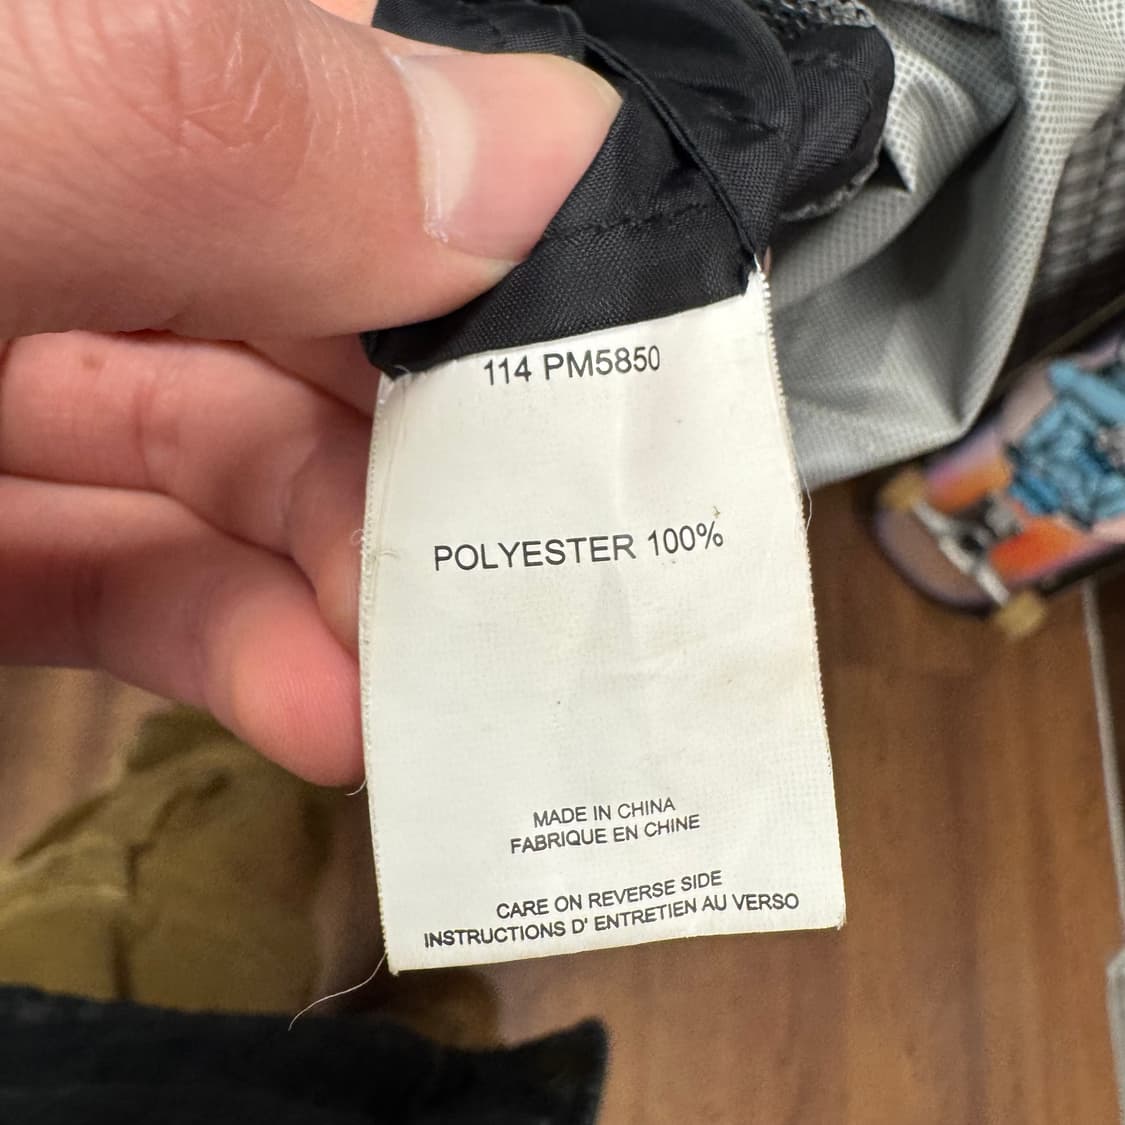 114 PM5850
POLYESTER 100%
MADE IN CHINA
FABRIQUE EN CHINE
CARE ON REVERSE SIDE
INSTRUCTIONS D' ENTRETIEN AU VERSO